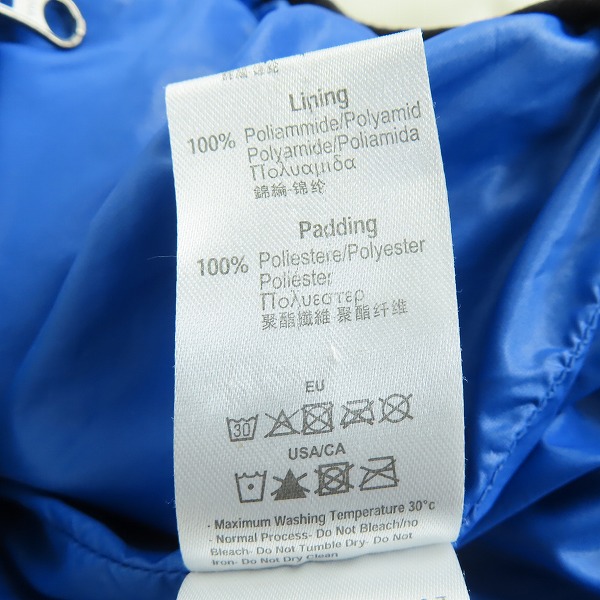 Lining
100% Poliammide/Polyamid
Polyamide/Poliamida
Πολυαμιδα
錦綸-锦纶
Padding
100% Poliestere/Polyester
Poliéster
Πολυεστερ
聚酯纖維 聚酯纤维
EU
30
USA/CA
- Maximum Washing Temperature 30°c
- Normal Process- Do Not Bleach/no
Bleach- Do Not Tumble Dry- Do Not
Iron- Do Not Dry Clean